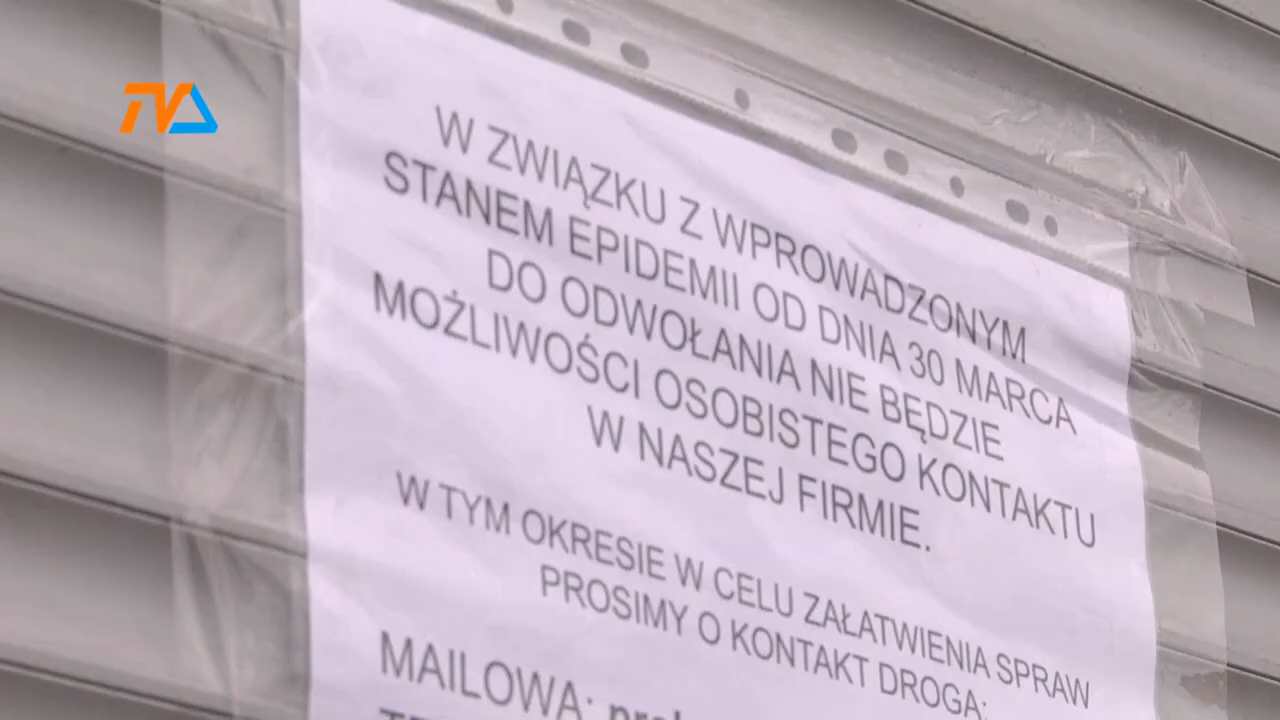 TVA
W ZWIĄZKU Z WPROWADZONYM
STANEM EPIDEMII OD DNIA 30 MARCA
DO ODWOŁANIA NIE BĘDZIE
MOŻLIWOŚCI OSOBISTEGO KONTAKTU
W NASZEJ FIRMIE.
W TYM OKRESIE W CELU ZAŁATWIENIA SPRAW
PROSIMY O KONTAKT DROGĄ:
MAILOWĄ: